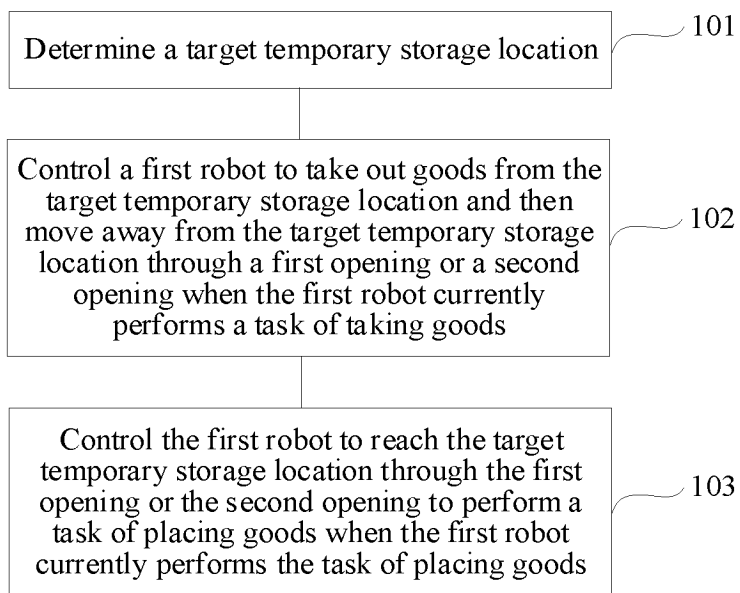 Determine a target temporary storage location
101
Control a first robot to take out goods from the
target temporary storage location and then
move away from the target temporary storage
location through a first opening or a second
opening when the first robot currently
performs a task of taking goods
102
Control the first robot to reach the target
temporary storage location through the first
opening or the second opening to perform a
task of placing goods when the first robot
currently performs the task of placing goods
103